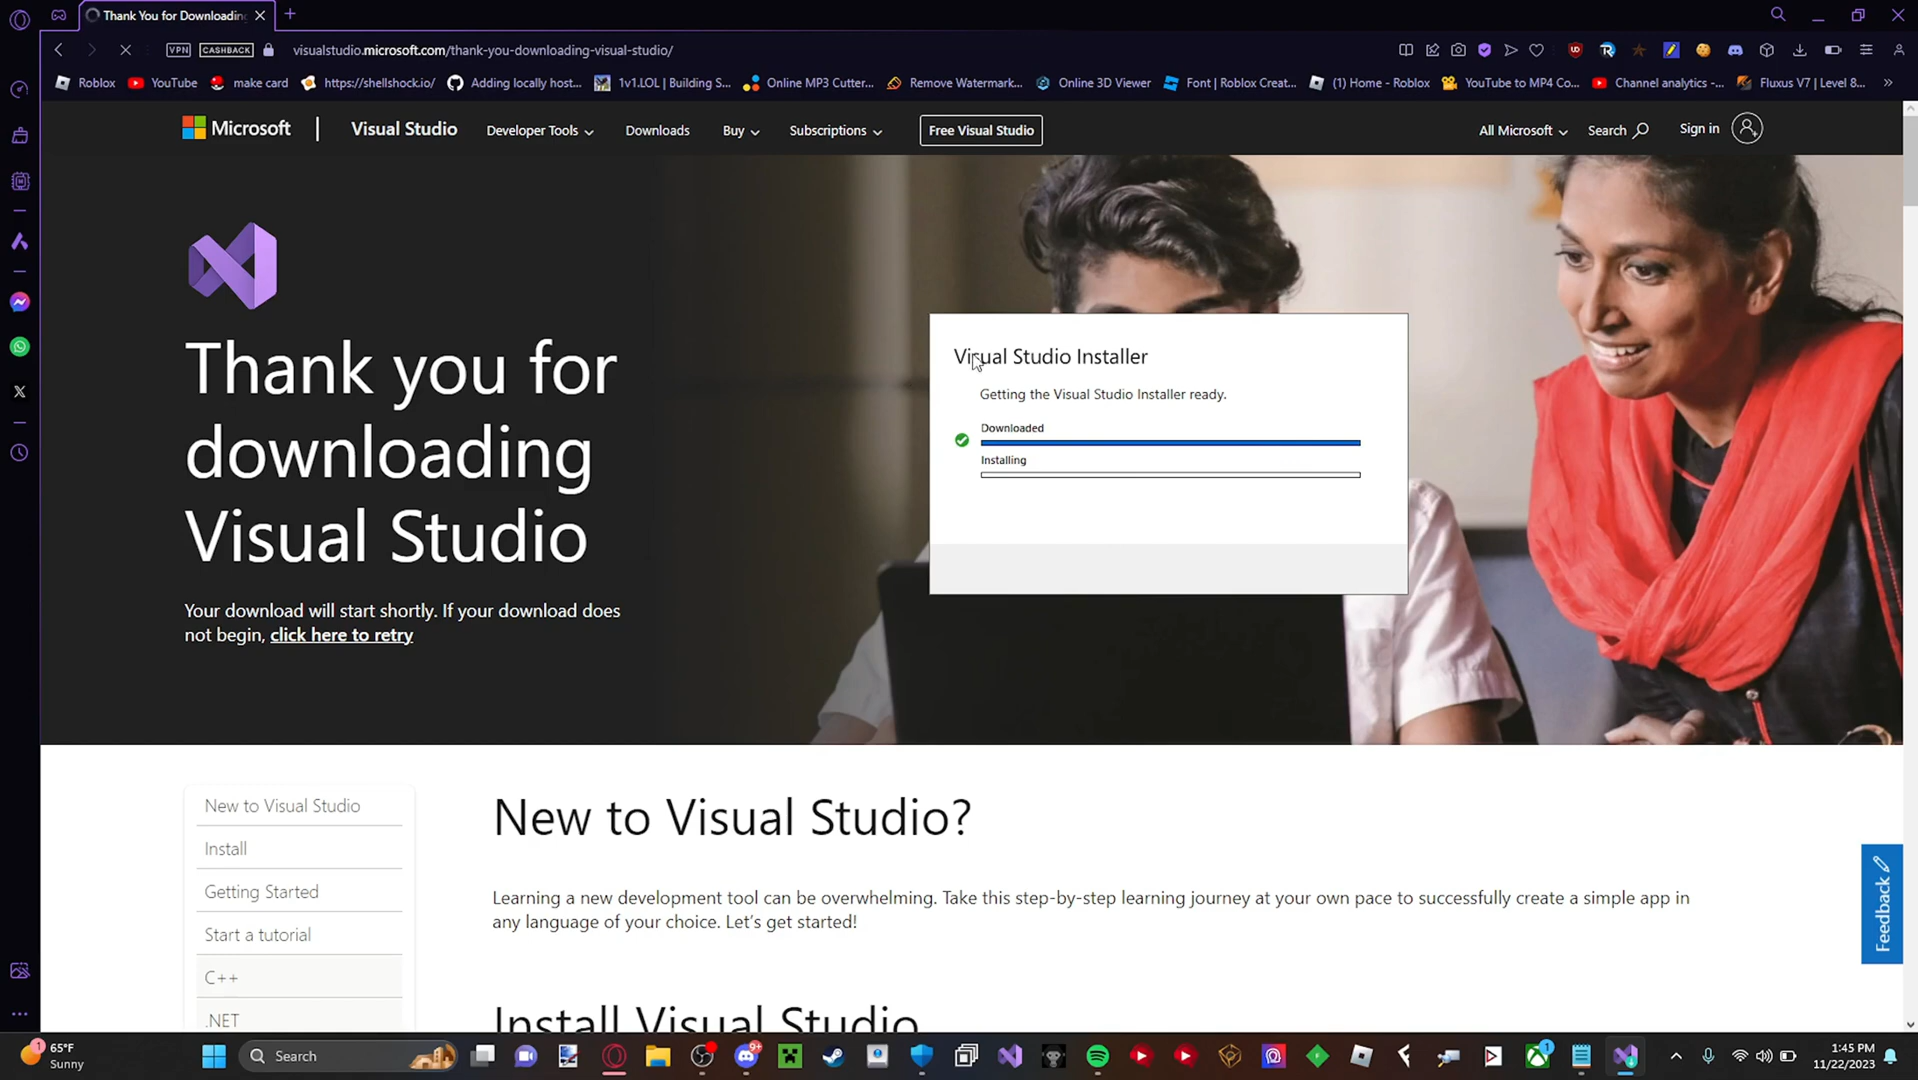 Thank You for Downloading
VPN CASHBACK visualstudio.microsoft.com/thank-you-downloading-visual-studio/
Roblox YouTube make card https://shellshock.io/ Adding locally host... 1v1.LOL | Building S... Online MP3 Cutter... Remove Watermark... Online 3D Viewer Font | Roblox Creat... (1) Home - Roblox YouTube to MP4 Co... Channel analytics -... Fluxus V7 | Level 8... »
Microsoft | Visual Studio Developer Tools Downloads Buy Subscriptions Free Visual Studio All Microsoft Search Sign in
Thank you for
downloading
Visual Studio
Your download will start shortly. If your download does
not begin, click here to retry
Visual Studio Installer
Getting the Visual Studio Installer ready.
Downloaded
Installing
New to Visual Studio
Install
Getting Started
Start a tutorial
C++
.NET
New to Visual Studio?
Learning a new development tool can be overwhelming. Take this step-by-step learning journey at your own pace to successfully create a simple app in
any language of your choice. Let's get started!
Install Visual Studio
Feedback
1 65°F
Sunny
Search
9+
1
1:45 PM
11/22/2023